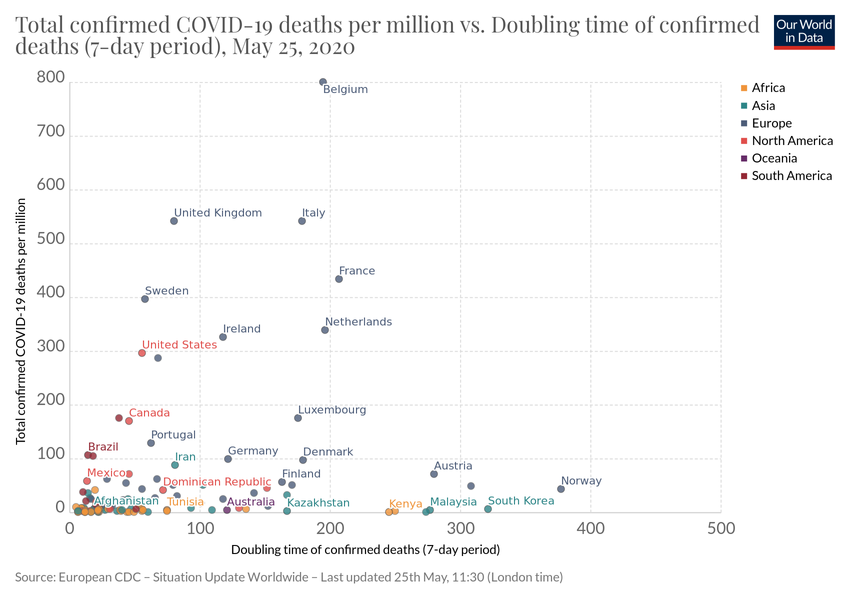 Total confirmed COVID-19 deaths per million vs. Doubling time of confirmed
deaths (7-day period), May 25, 2020
Our World
in Data
800
700
600
500
400
300
200
100
0
Total confirmed COVID-19 deaths per million
Belgium
United Kingdom
Italy
France
Sweden
Netherlands
Ireland
United States
Luxembourg
Canada
Portugal
Brazil
Germany
Denmark
Iran
Austria
Mexico
Finland
Dominican Republic
Norway
Afghanistan
Tunisia
Australia
Kazakhstan
Kenya
Malaysia
South Korea
0
100
200
300
400
500
Doubling time of confirmed deaths (7-day period)
Africa
Asia
Europe
North America
Oceania
South America
Source: European CDC – Situation Update Worldwide – Last updated 25th May, 11:30 (London time)